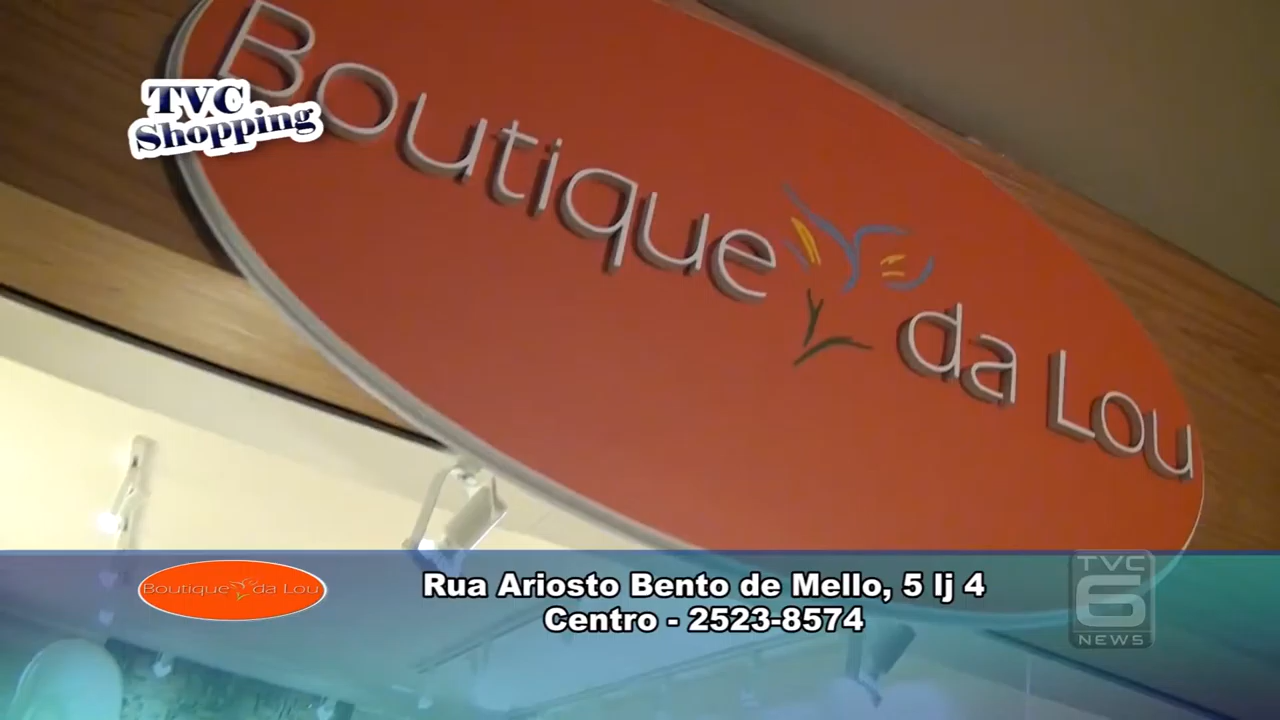 TVC
Shopping
Boutique da Lou
Boutique da Lou
Rua Ariosto Bento de Mello, 5 lj 4
Centro - 2523-8574
TVC
6
NEWS